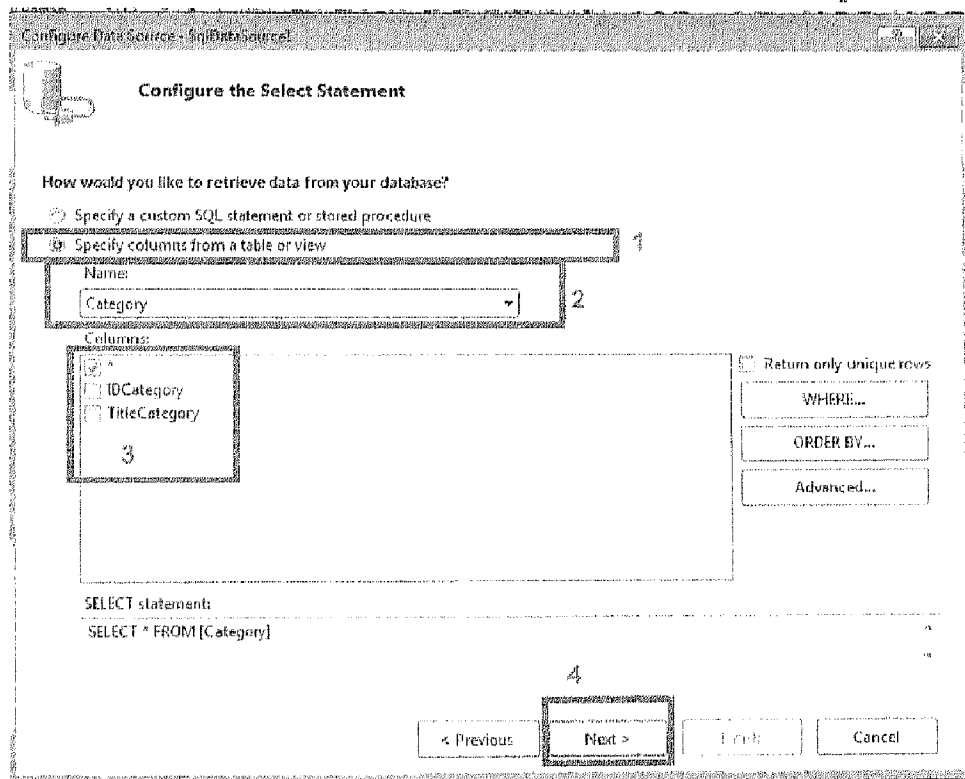 Configure Data Source - SqlDataSource1
Configure the Select Statement
How would you like to retrieve data from your database?
Specify a custom SQL statement or stored procedure
Specify columns from a table or view
1
Name:
Category
2
Columns:
*
IDCategory
TitleCategory
3
Return only unique rows
WHERE...
ORDER BY...
Advanced...
SELECT statement:
SELECT * FROM [Category]
4
< Previous
Next >
Finish
Cancel